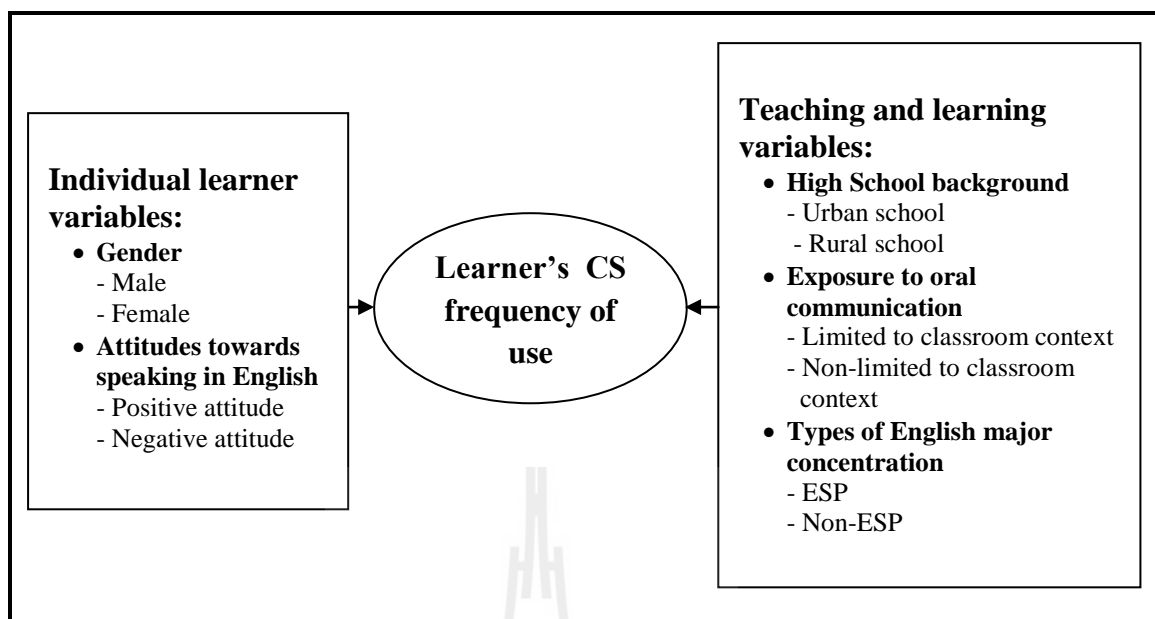 Individual learner
variables:
• Gender
- Male
- Female
• Attitudes towards
speaking in English
- Positive attitude
- Negative attitude
Learner’s CS
frequency of
use
Teaching and learning
variables:
• High School background
- Urban school
- Rural school
• Exposure to oral
communication
- Limited to classroom context
- Non-limited to classroom
context
• Types of English major
concentration
- ESP
- Non-ESP